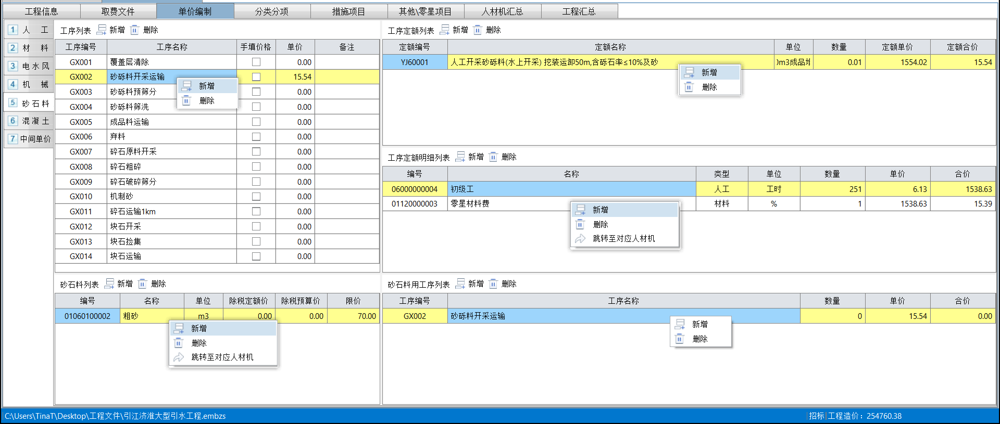 工程信息 取费文件 单价编制 分类分项 措施项目 其他\零星项目 人材机汇总 工程汇总
1 人 工
2 材 料
3 电 水 风
4 机 械
5 砂 石 料
6 混 凝 土
7 中间单价
工序列表 新增 删除
工序编号 工序名称 手填价格 单价 备注
GX001 覆盖层清除 0.00
GX002 砂砾料开采运输 15.54
GX003 砂砾料预筛分 0.00
GX004 砂砾料筛洗 0.00
GX005 成品料运输 0.00
GX006 弃料 0.00
GX007 碎石原料开采 0.00
GX008 碎石粗碎 0.00
GX009 碎石破碎筛分 0.00
GX010 机制砂 0.00
GX011 碎石运输1km 0.00
GX012 块石开采 0.00
GX013 块石捡集 0.00
GX014 块石运输 0.00
新增
删除
工序定额列表 新增 删除
定额编号 定额名称 单位 数量 定额单价 定额合价
YJ60001 人工开采砂砾料(水上开采) 挖装运卸50m,含砾石率≤10%及砂 m3成品堆 0.01 1554.02 15.54
新增
删除
工序定额明细列表 新增 删除
编号 名称 类型 单位 数量 单价 合价
06000000004 初级工 人工 工时 251 6.13 1538.63
01120000003 零星材料费 材料 % 1 1538.63 15.39
新增
删除
跳转至对应人材机
砂石料列表 新增 删除
编号 名称 单位 除税定额价 除税预算价 限价
01060100002 粗砂 m3 0.00 0.00 70.00
新增
删除
跳转至对应人材机
砂石料用工序列表 新增 删除
工序编号 工序名称 数量 单价 合价
GX002 砂砾料开采运输 0 15.54 0.00
新增
删除
C:\Users\TinaT\Desktop\工程文件\引江济淮大型引水工程.embzs 招标 工程造价：254760.38